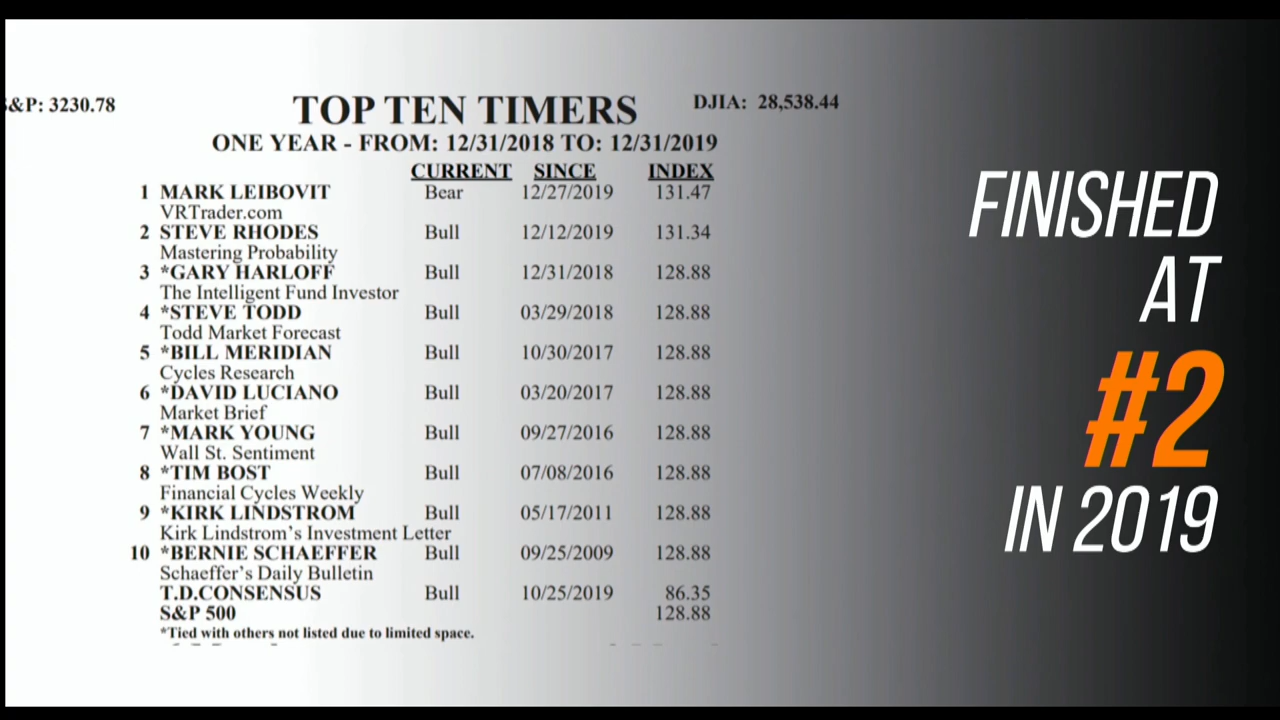 &P: 3230.78
TOP TEN TIMERS
DJIA: 28,538.44
ONE YEAR - FROM: 12/31/2018 TO: 12/31/2019
CURRENT SINCE INDEX
1 MARK LEIBOVIT Bear 12/27/2019 131.47
VRTrader.com
2 STEVE RHODES Bull 12/12/2019 131.34
Mastering Probability
3 *GARY HARLOFF Bull 12/31/2018 128.88
The Intelligent Fund Investor
4 *STEVE TODD Bull 03/29/2018 128.88
Todd Market Forecast
5 *BILL MERIDIAN Bull 10/30/2017 128.88
Cycles Research
6 *DAVID LUCIANO Bull 03/20/2017 128.88
Market Brief
7 *MARK YOUNG Bull 09/27/2016 128.88
Wall St. Sentiment
8 *TIM BOST Bull 07/08/2016 128.88
Financial Cycles Weekly
9 *KIRK LINDSTROM Bull 05/17/2011 128.88
Kirk Lindstrom's Investment Letter
10 *BERNIE SCHAEFFER Bull 09/25/2009 128.88
Schaeffer's Daily Bulletin
T.D.CONSENSUS Bull 10/25/2019 86.35
S&P 500 128.88
*Tied with others not listed due to limited space.
FINISHED
AT
#2
IN 2019